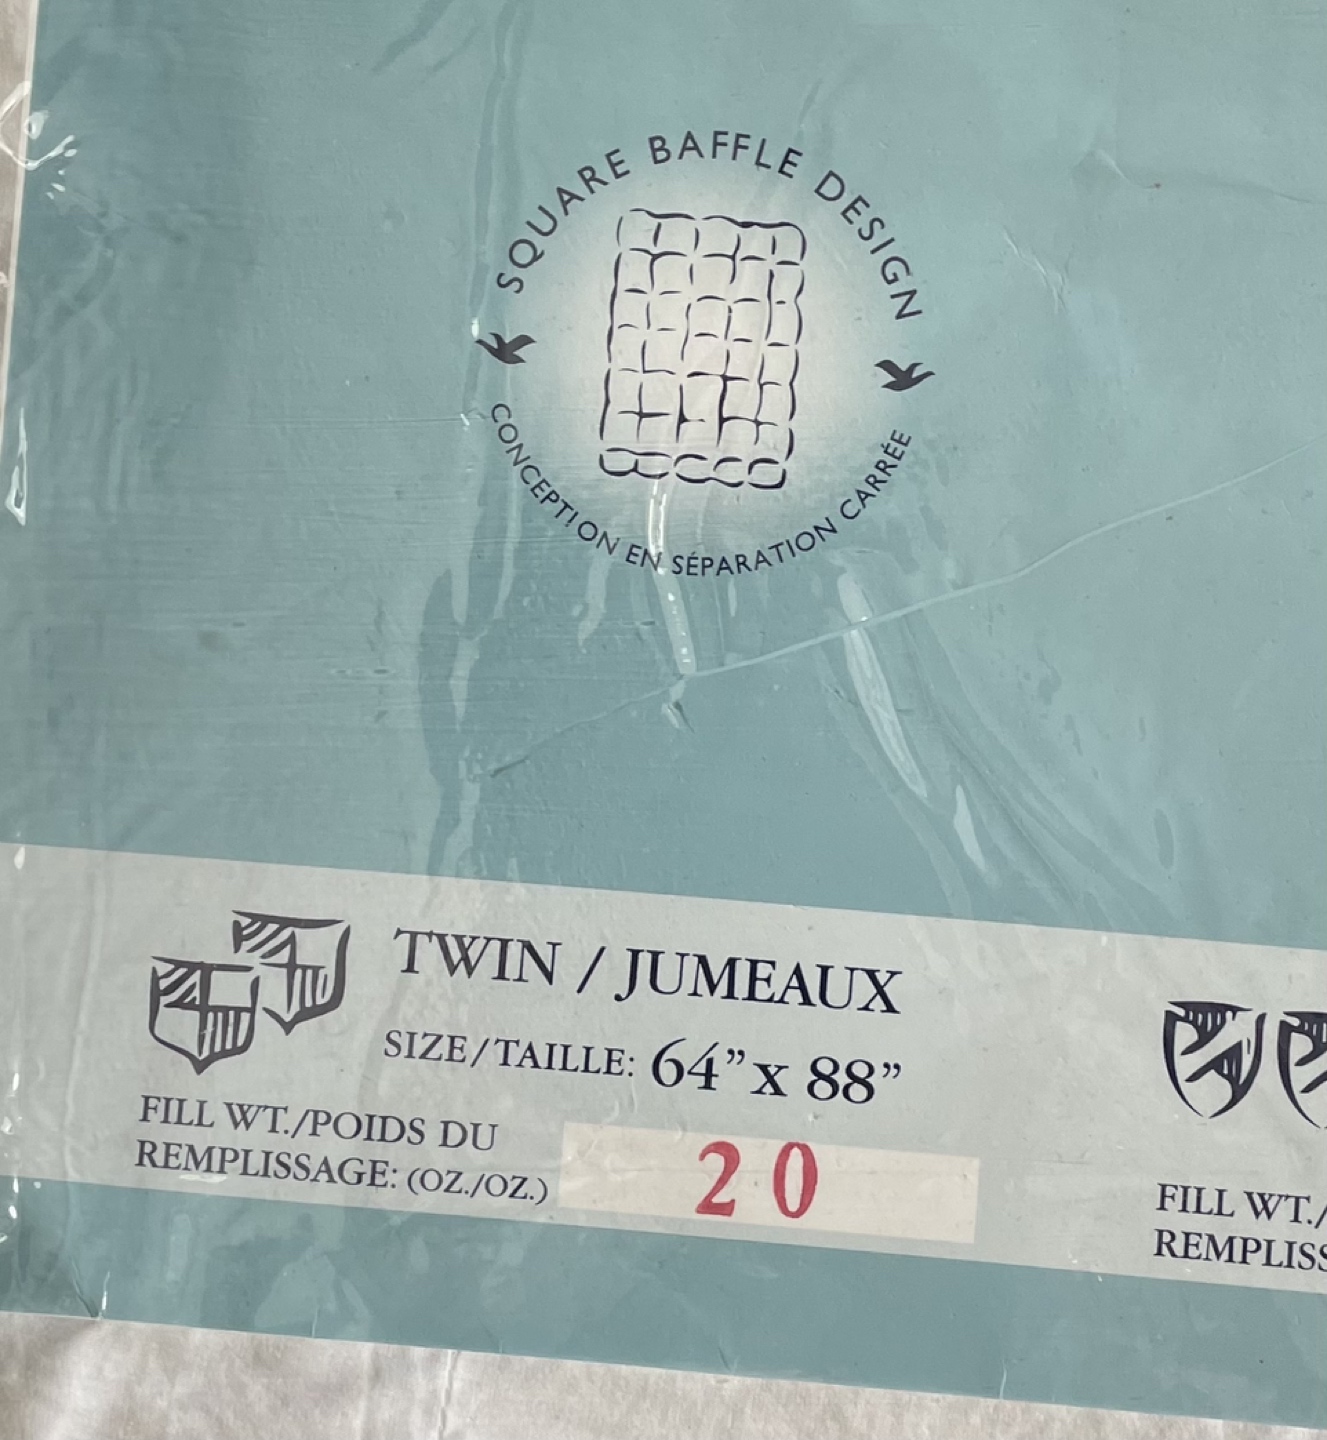 SQUARE BAFFLE DESIGN
CONCEPTION EN SÉPARATION CARRÉE
TWIN / JUMEAUX
SIZE/TAILLE: 64” x 88”
FILL WT./POIDS DU
REMPLISSAGE: (OZ./OZ.) 20
FILL WT./
REMPLISS